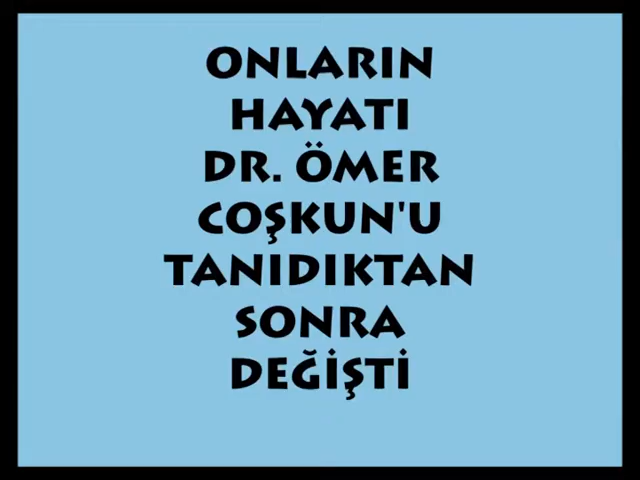 ONLARIN
HAYATI
DR. ÖMER
COŞKUN'U
TANIDIKTAN
SONRA
DEĞİŞTİ